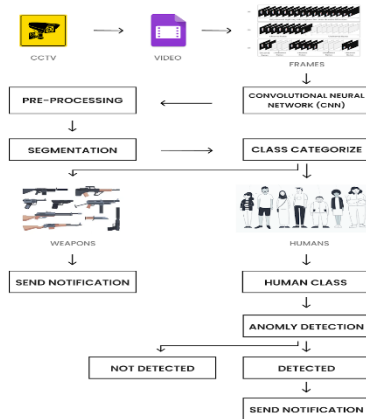 CCTV
VIDEO
FRAMES
PRE-PROCESSING
CONVOLUTIONAL NEURAL
NETWORK (CNN)
SEGMENTATION
CLASS CATEGORIZE
WEAPONS
HUMANS
SEND NOTIFICATION
HUMAN CLASS
ANOMLY DETECTION
NOT DETECTED
DETECTED
SEND NOTIFICATION